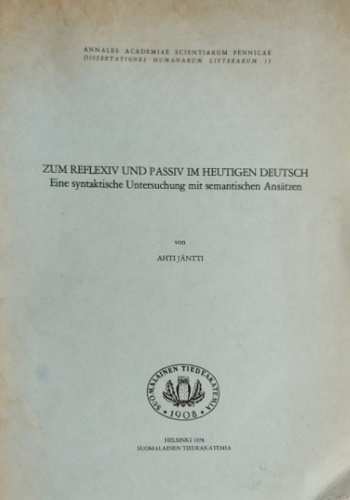 ANNALES ACADEMIAE SCIENTIARUM FENNICAE
DISSERTATIONES HUMANARUM LITTERARUM 15
ZUM REFLEXIV UND PASSIV IM HEUTIGEN DEUTSCH
Eine syntaktische Untersuchung mit semantischen Ansätzen
von
AHTI JÄNTTI
SUOMALAINEN TIEDEAKATEMIA
• 1908 •
HELSINKI 1978
SUOMALAINEN TIEDEAKATEMIA